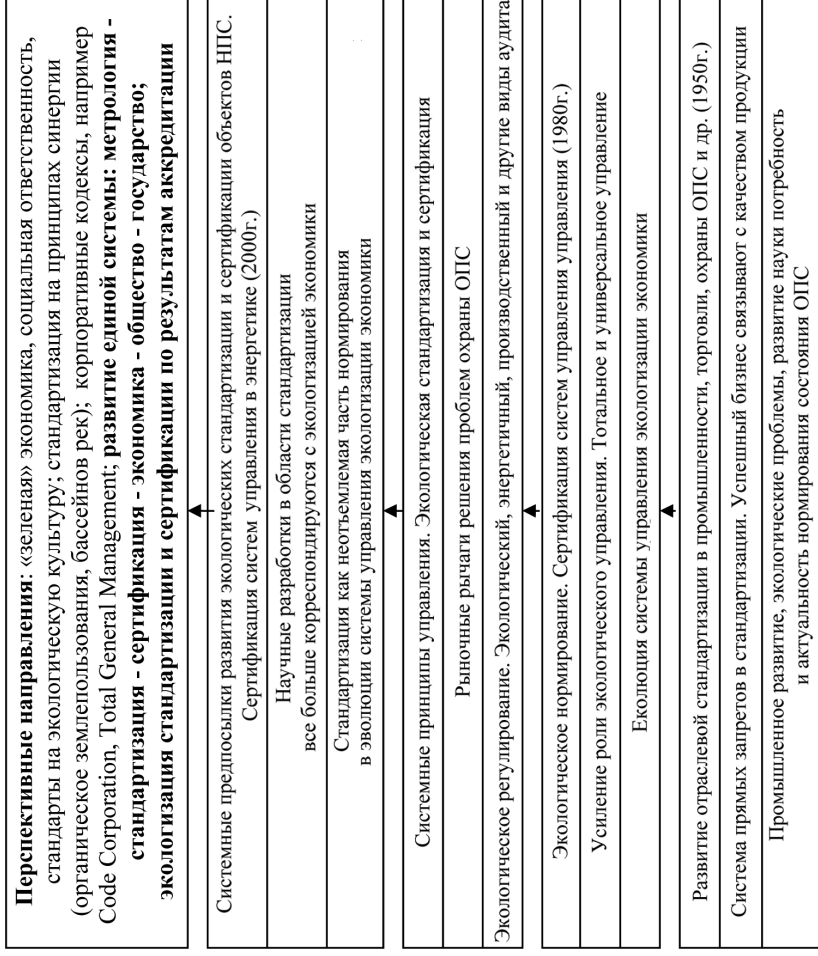 Перспективные направления: «зеленая» экономика, социальная ответственность,
стандарты на экологическую культуру; стандартизация на принципах синергии
(органическое землепользования, бассейнов рек); корпоративные кодексы, например
Code Corporation, Total General Management; развитие единой системы: метрология -
стандартизация - сертификация - экономика - общество - государство;
экологизация стандартизации и сертификации по результатам аккредитации
Системные предпосылки развития экологических стандартизации и сертификации объектов НПС.
Сертификация систем управления в энергетике (2000г.)
Научные разработки в области стандартизации
все больше корреспондируются с экологизацией экономики
Стандартизация как неотъемлемая часть нормирования
в эволюции системы управления экологизации экономики
Системные принципы управления. Экологическая стандартизация и сертификация
Рыночные рычаги решения проблем охраны ОПС
Экологическое регулирование. Экологический, энергетичный, производственный и другие виды аудита
Экологическое нормирование. Сертификация систем управления управления (1980г.)
Усиление роли экологического управления. Тотальное и универсальное управление
Еколюция системы управления экологизации экономики
Развитие отраслевой стандартизации в промышленности, торговли, охраны ОПС и др. (1950г.)
Система прямых запретов в стандартизации. Успешный бизнес связывают с качеством продукции
Промышленное развитие, экологические проблемы, развитие науки потребность
и актуальность нормирования состояния ОПС